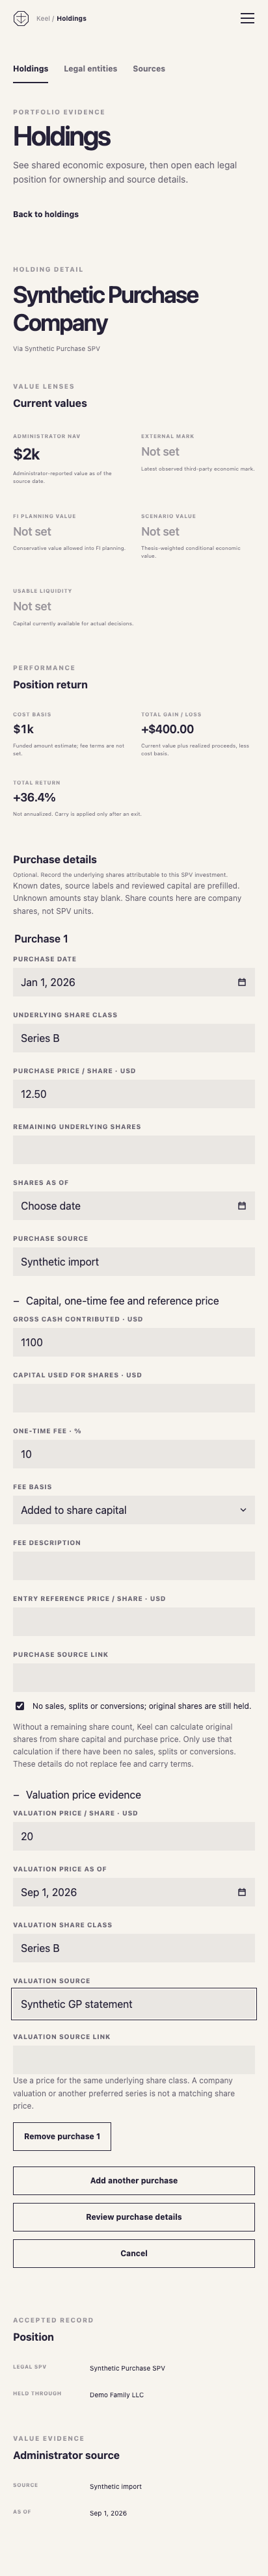 Keel / Holdings
Holdings
Legal entities
Sources
PORTFOLIO EVIDENCE
Holdings
See shared economic exposure, then open each legal
position for ownership and source details.
Back to holdings
HOLDING DETAIL
Synthetic Purchase
Company
Via Synthetic Purchase SPV
VALUE LENSES
Current values
ADMINISTRATOR NAV
$2k
Administrator-reported value as of the
source date.
EXTERNAL MARK
Not set
Latest observed third-party economic mark.
FI PLANNING VALUE
Not set
Conservative value allowed into FI planning.
SCENARIO VALUE
Not set
Thesis-weighted conditional economic
value.
USABLE LIQUIDITY
Not set
Capital currently available for actual decisions.
PERFORMANCE
Position return
COST BASIS
$1k
Funded amount estimate; fee terms are not
set.
TOTAL GAIN / LOSS
+$400.00
Current value plus realized proceeds, less
cost basis.
TOTAL RETURN
+36.4%
Not annualized. Carry is applied only after an exit.
Purchase details
Optional. Record the underlying shares attributable to this SPV investment.
Known dates, source labels and reviewed capital are prefilled.
Unknown amounts stay blank. Share counts here are company
shares, not SPV units.
Purchase 1
PURCHASE DATE
Jan 1, 2026
UNDERLYING SHARE CLASS
Series B
PURCHASE PRICE / SHARE · USD
12.50
REMAINING UNDERLYING SHARES
SHARES AS OF
Choose date
PURCHASE SOURCE
Synthetic import
– Capital, one-time fee and reference price
GROSS CASH CONTRIBUTED · USD
1100
CAPITAL USED FOR SHARES · USD
ONE-TIME FEE · %
10
FEE BASIS
Added to share capital
FEE DESCRIPTION
ENTRY REFERENCE PRICE / SHARE · USD
PURCHASE SOURCE LINK
No sales, splits or conversions; original shares are still held.
Without a remaining share count, Keel can calculate original
shares from share capital and purchase price. Only use that
calculation if there have been no sales, splits or conversions.
These details do not replace fee and carry terms.
– Valuation price evidence
VALUATION PRICE / SHARE · USD
20
VALUATION PRICE AS OF
Sep 1, 2026
VALUATION SHARE CLASS
Series B
VALUATION SOURCE
Synthetic GP statement
VALUATION SOURCE LINK
Use a price for the same underlying share class. A company
valuation or another preferred series is not a matching share
price.
Remove purchase 1
Add another purchase
Review purchase details
Cancel
ACCEPTED RECORD
Position
LEGAL SPV
Synthetic Purchase SPV
HELD THROUGH
Demo Family LLC
VALUE EVIDENCE
Administrator source
SOURCE
Synthetic import
AS OF
Sep 1, 2026